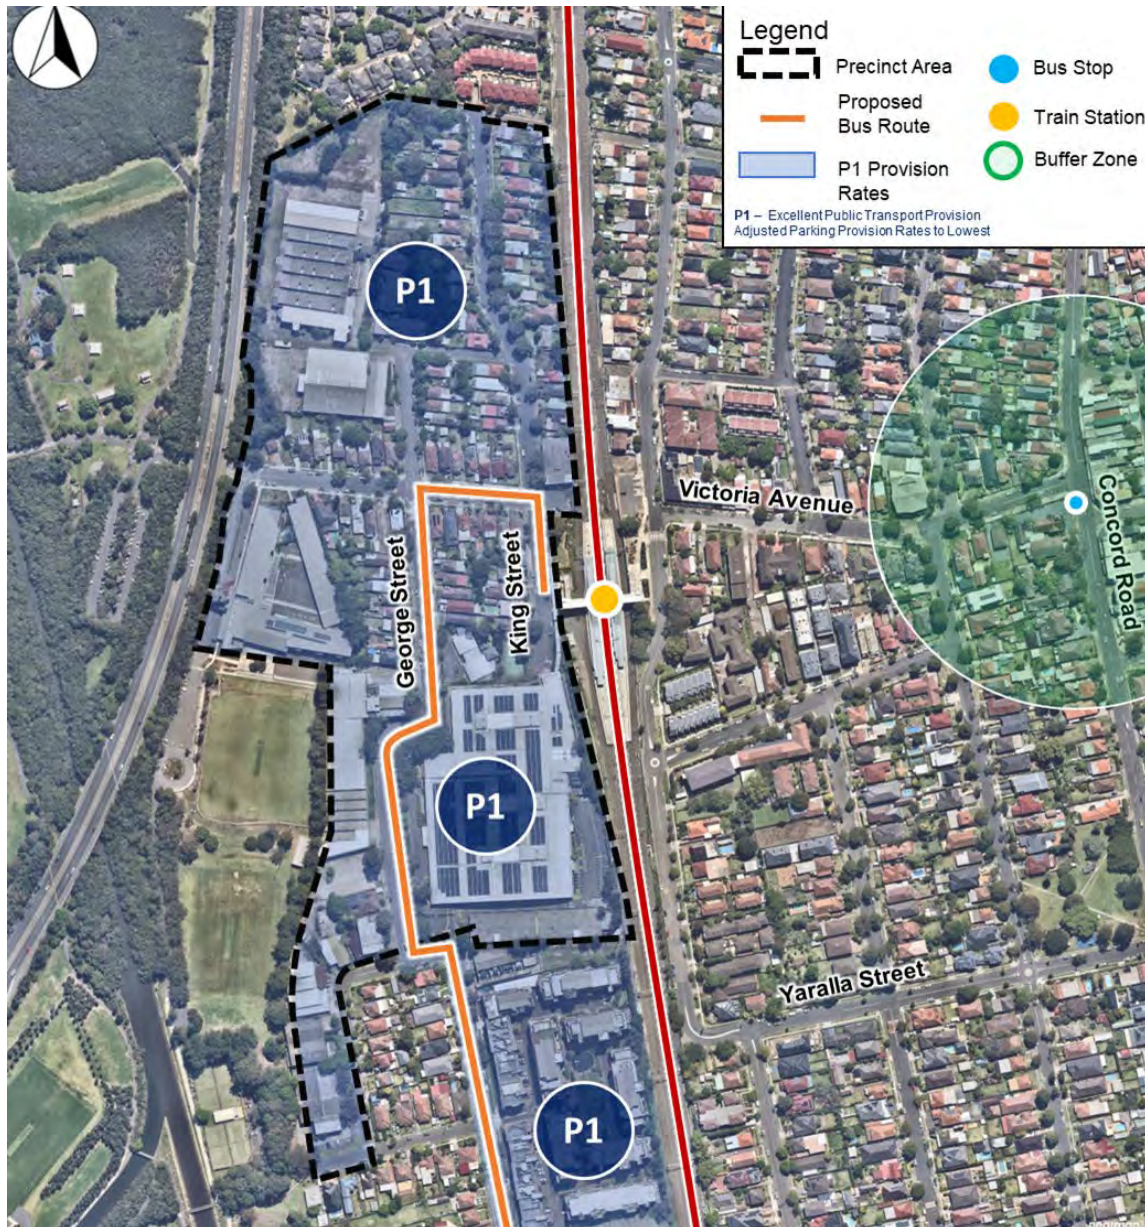 Legend
Precinct Area
Proposed
Bus Route
P1 Provision
Rates
Bus Stop
Train Station
Buffer Zone
P1 – Excellent Public Transport Provision
Adjusted Parking Provision Rates to Lowest
P1
Victoria Avenue
Concord Road
George Street
King Street
P1
Yaralla Street
P1